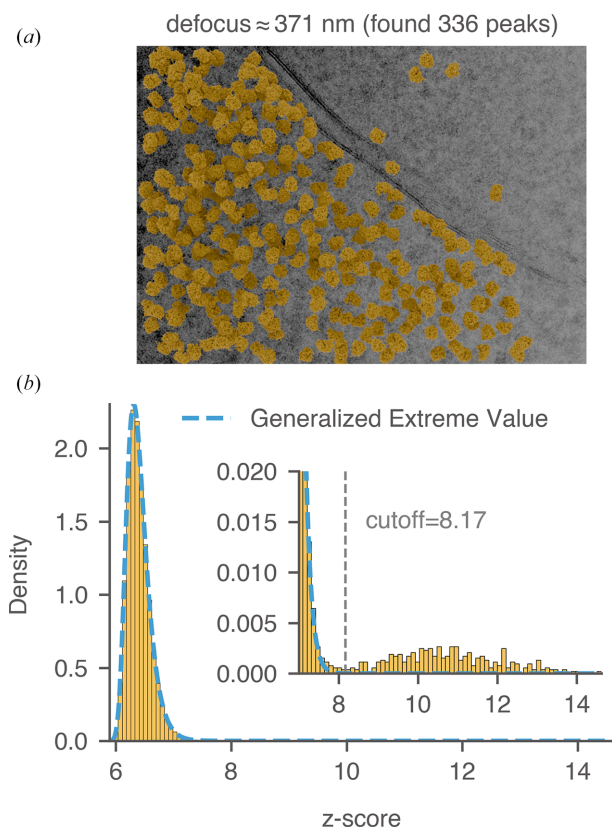 (a)
defocus ≈ 371 nm (found 336 peaks)
(b)
Generalized Extreme Value
2.0
1.5
1.0
0.5
0.0
Density
0.020
0.015
0.010
0.005
0.000
cutoff=8.17
8 10 12 14
6 8 10 12 14
z-score